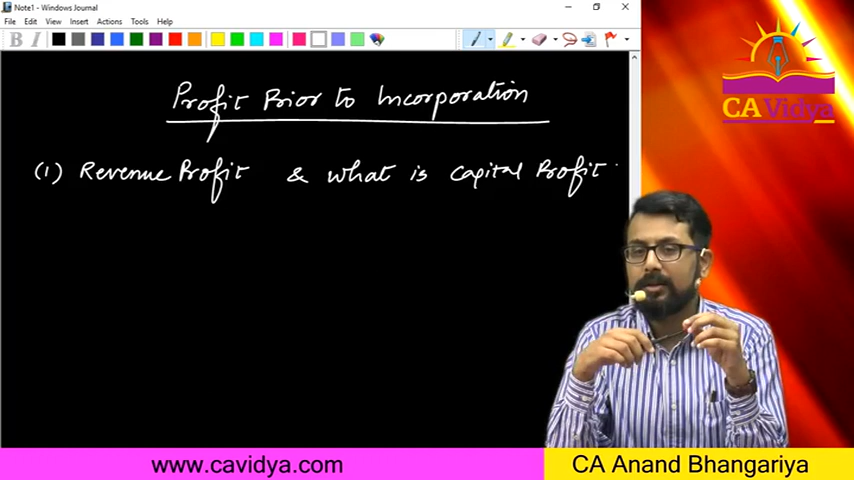 Note1 - Windows Journal
File Edit View Insert Actions Tools Help
B I
CA Vidya
Profit Prior to Incorporation
(1) Revenue Profit & what is capital Profit
www.cavidya.com
CA Anand Bhangariya